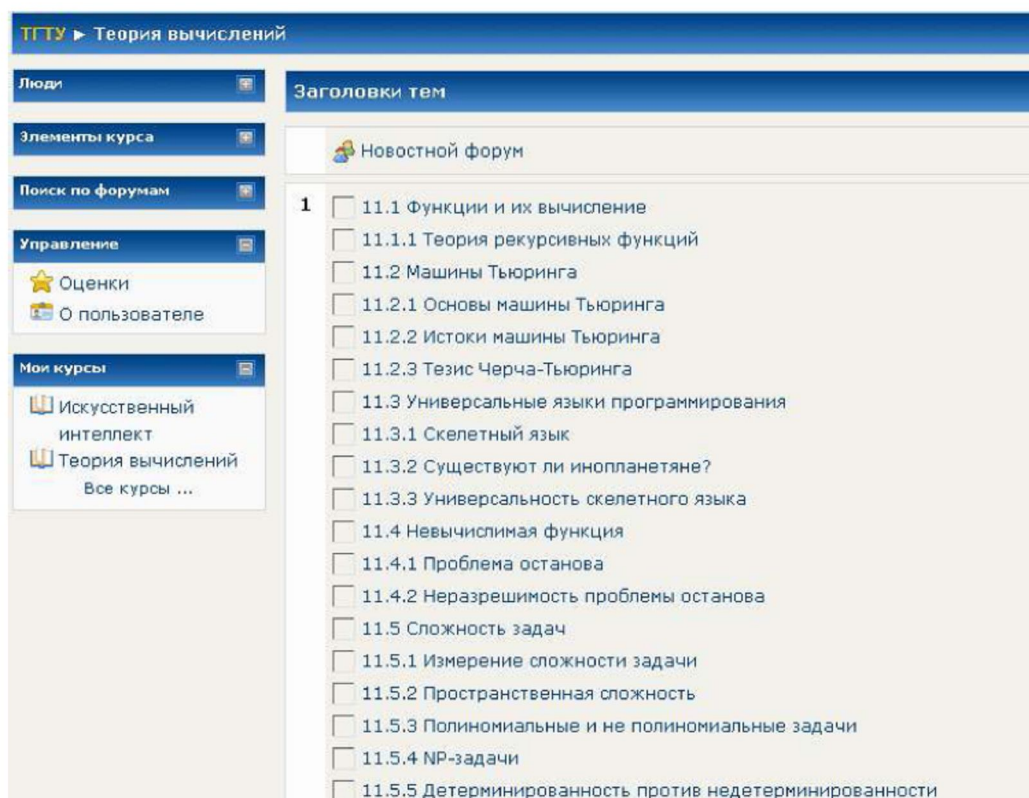 ТГТУ ► Теория вычислений
Люди
Элементы курса
Поиск по форумам
Управление
Оценки
О пользователе
Мои курсы
Искусственный
интеллект
Теория вычислений
Все курсы ...
Заголовки тем
Новостной форум
1
11.1 Функции и их вычисление
11.1.1 Теория рекурсивных функций
11.2 Машины Тьюринга
11.2.1 Основы машины Тьюринга
11.2.2 Истоки машины Тьюринга
11.2.3 Тезис Черча-Тьюринга
11.3 Универсальные языки программирования
11.3.1 Скелетный язык
11.3.2 Существуют ли инопланетяне?
11.3.3 Универсальность скелетного языка
11.4 Невычислимая функция
11.4.1 Проблема останова
11.4.2 Неразрешимость проблемы останова
11.5 Сложность задач
11.5.1 Измерение сложности задачи
11.5.2 Пространственная сложность
11.5.3 Полиномиальные и не полиномиальные задачи
11.5.4 NP-задачи
11.5.5 Детерминированность против недетерминированности